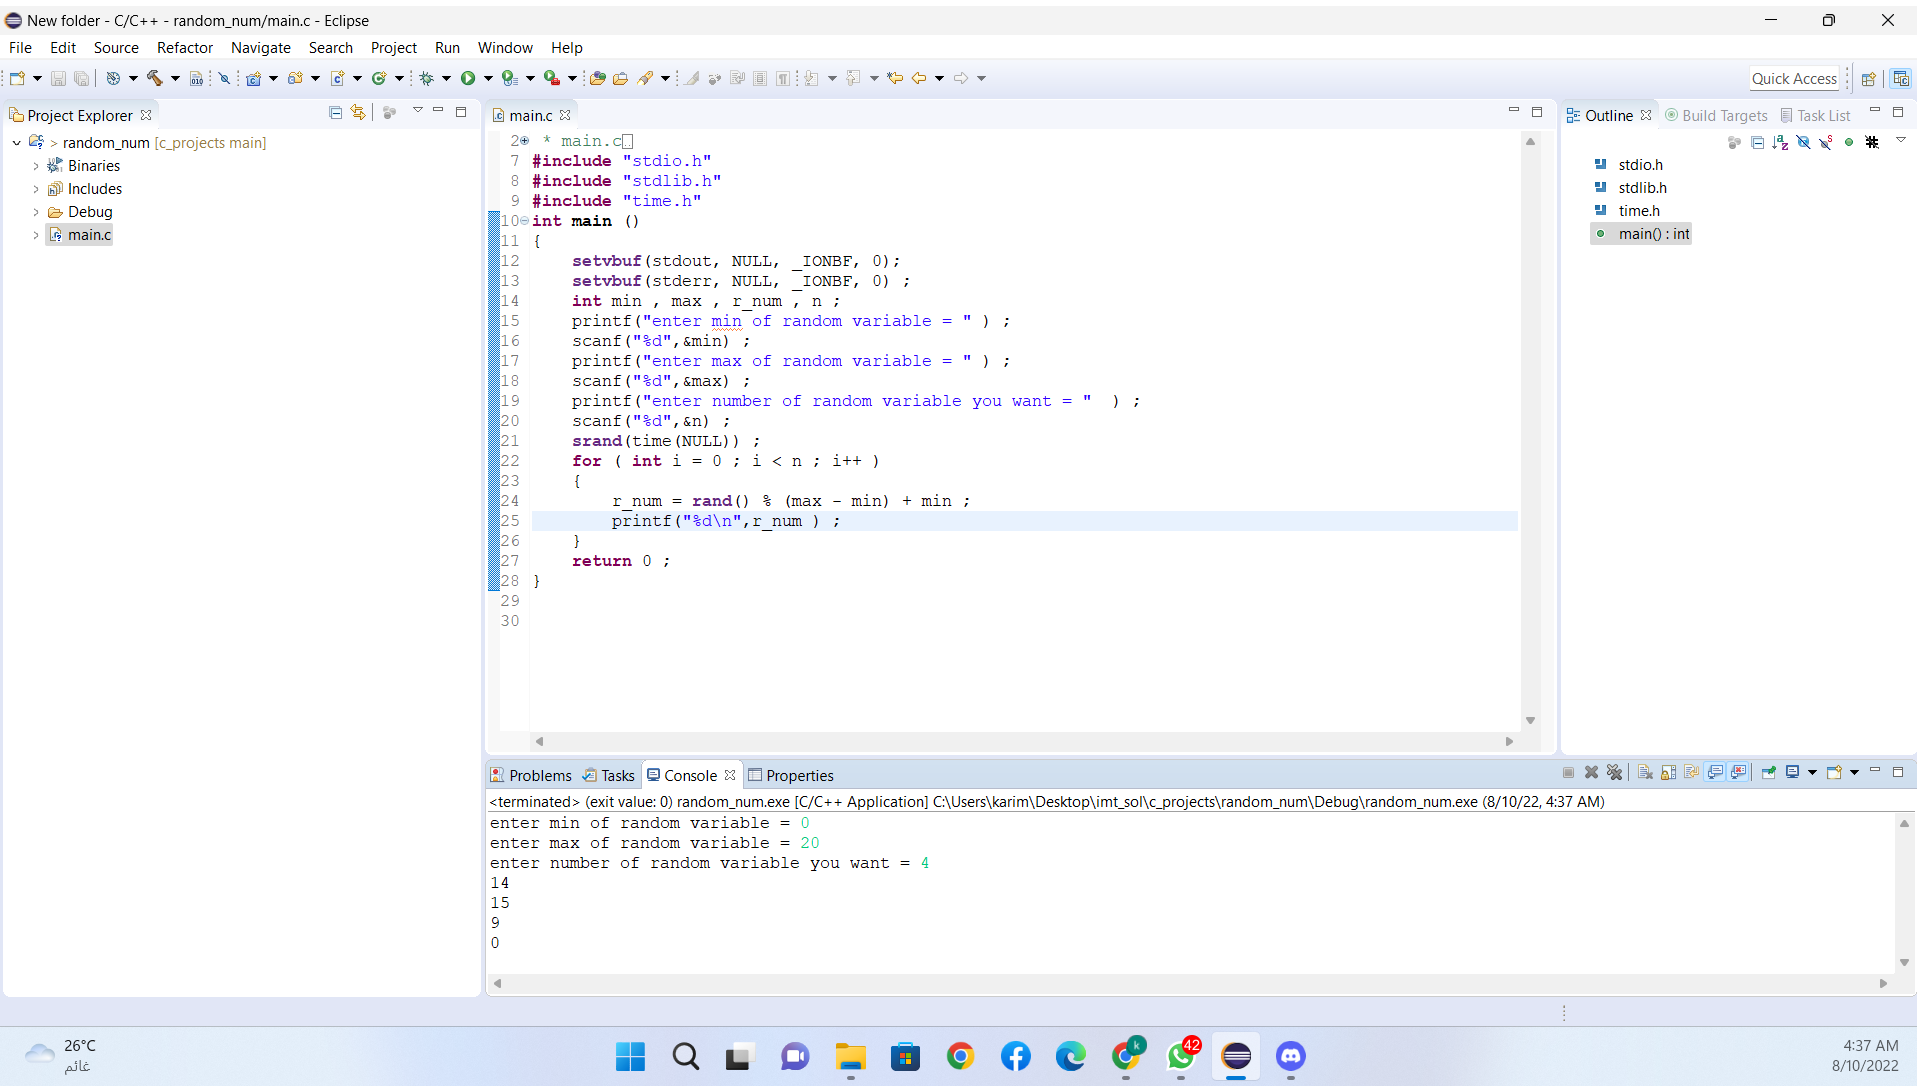 New folder - C/C++ - random_num/main.c - Eclipse
File Edit Source Refactor Navigate Search Project Run Window Help
Quick Access
Project Explorer
> random_num [c_projects main]
Binaries
Includes
Debug
main.c
main.c
2 * main.c
7 #include "stdio.h"
8 #include "stdlib.h"
9 #include "time.h"
10 int main ()
11 {
12 setvbuf(stdout, NULL, _IONBF, 0);
13 setvbuf(stderr, NULL, _IONBF, 0) ;
14 int min , max , r_num , n ;
15 printf("enter min of random variable = " ) ;
16 scanf("%d",&min) ;
17 printf("enter max of random variable = " ) ;
18 scanf("%d",&max) ;
19 printf("enter number of random variable you want = "  ) ;
20 scanf("%d",&n) ;
21 srand(time(NULL)) ;
22 for ( int i = 0 ; i < n ; i++ )
23 {
24 r_num = rand() % (max - min) + min ;
25 printf("%d\n",r_num ) ;
26 }
27 return 0 ;
28 }
29
30
Outline Build Targets Task List
stdio.h
stdlib.h
time.h
main() : int
Problems Tasks Console Properties
<terminated> (exit value: 0) random_num.exe [C/C++ Application] C:\Users\karim\Desktop\imt_sol\c_projects\random_num\Debug\random_num.exe (8/10/22, 4:37 AM)
enter min of random variable = 0
enter max of random variable = 20
enter number of random variable you want = 4
14
15
9
0
26°C
غائم
k
42
4:37 AM
8/10/2022